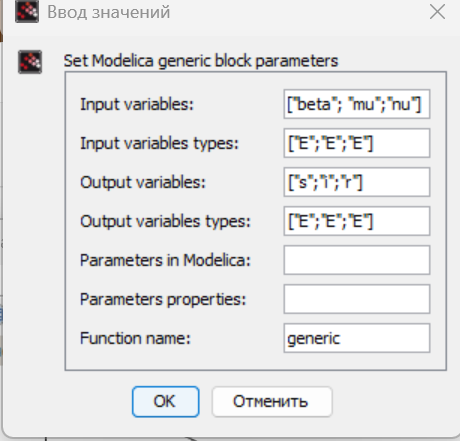 Ввод значений
Set Modelica generic block parameters
Input variables: ["beta"; "mu";"nu"]
Input variables types: ["E";"E";"E"]
Output variables: ["s";"i";"r"]
Output variables types: ["E";"E";"E"]
Parameters in Modelica:
Parameters properties:
Function name: generic
OK Отменить